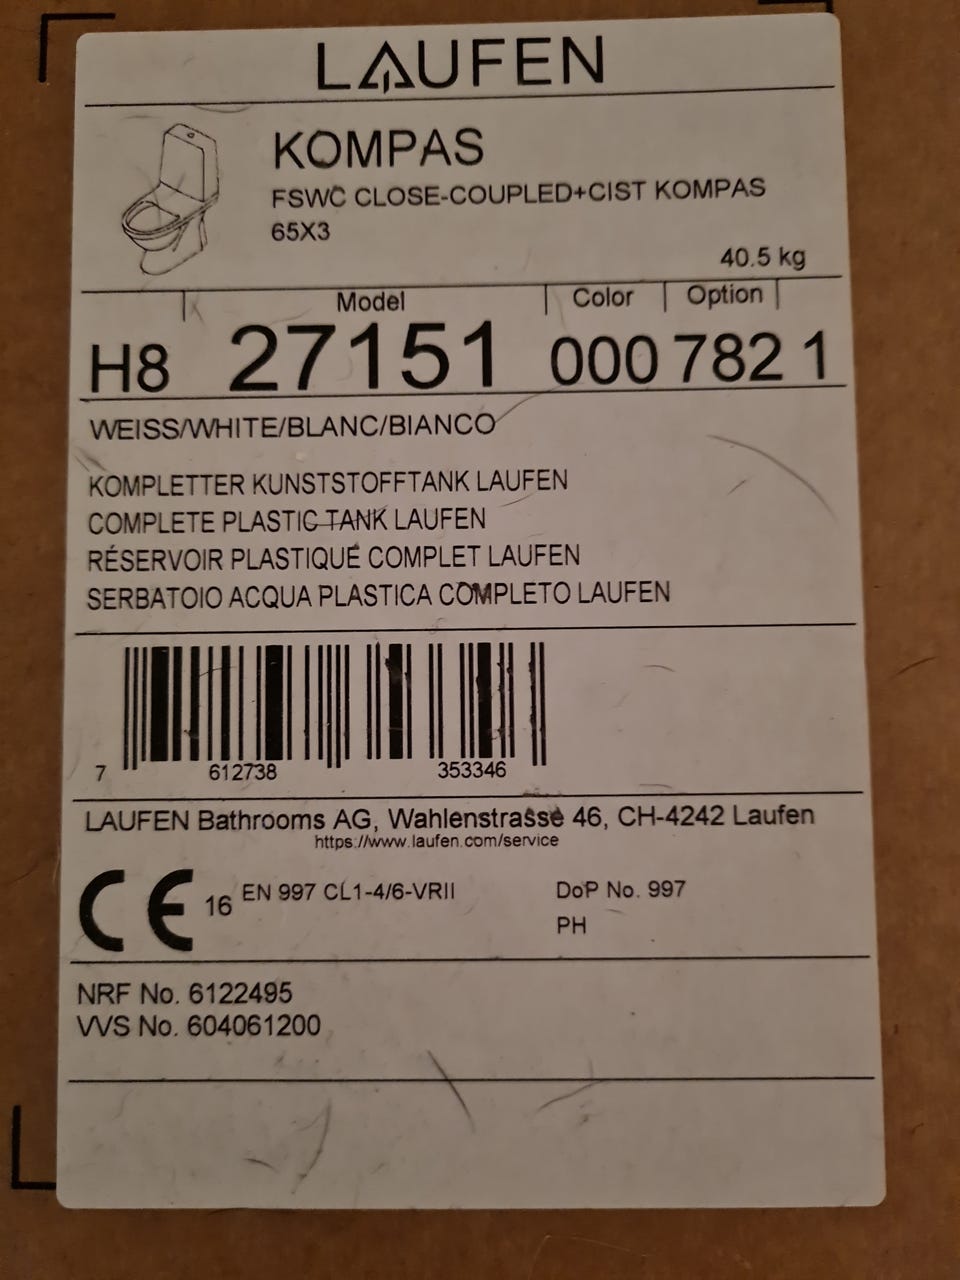 LAUFEN
KOMPAS
FSWC CLOSE-COUPLED+CIST KOMPAS
65X3
40.5 kg
Model Color Option
H8 27151 000 782 1
WEISS/WHITE/BLANC/BIANCO
KOMPLETTER KUNSTSTOFFTANK LAUFEN
COMPLETE PLASTIC TANK LAUFEN
RÉSERVOIR PLASTIQUE COMPLET LAUFEN
SERBATOIO ACQUA PLASTICA COMPLETO LAUFEN
7 612738 353346
LAUFEN Bathrooms AG, Wahlenstrasse 46, CH-4242 Laufen
https://www.laufen.com/service
CE 16 EN 997 CL1-4/6-VRII DoP No. 997
PH
NRF No. 6122495
VVS No. 604061200